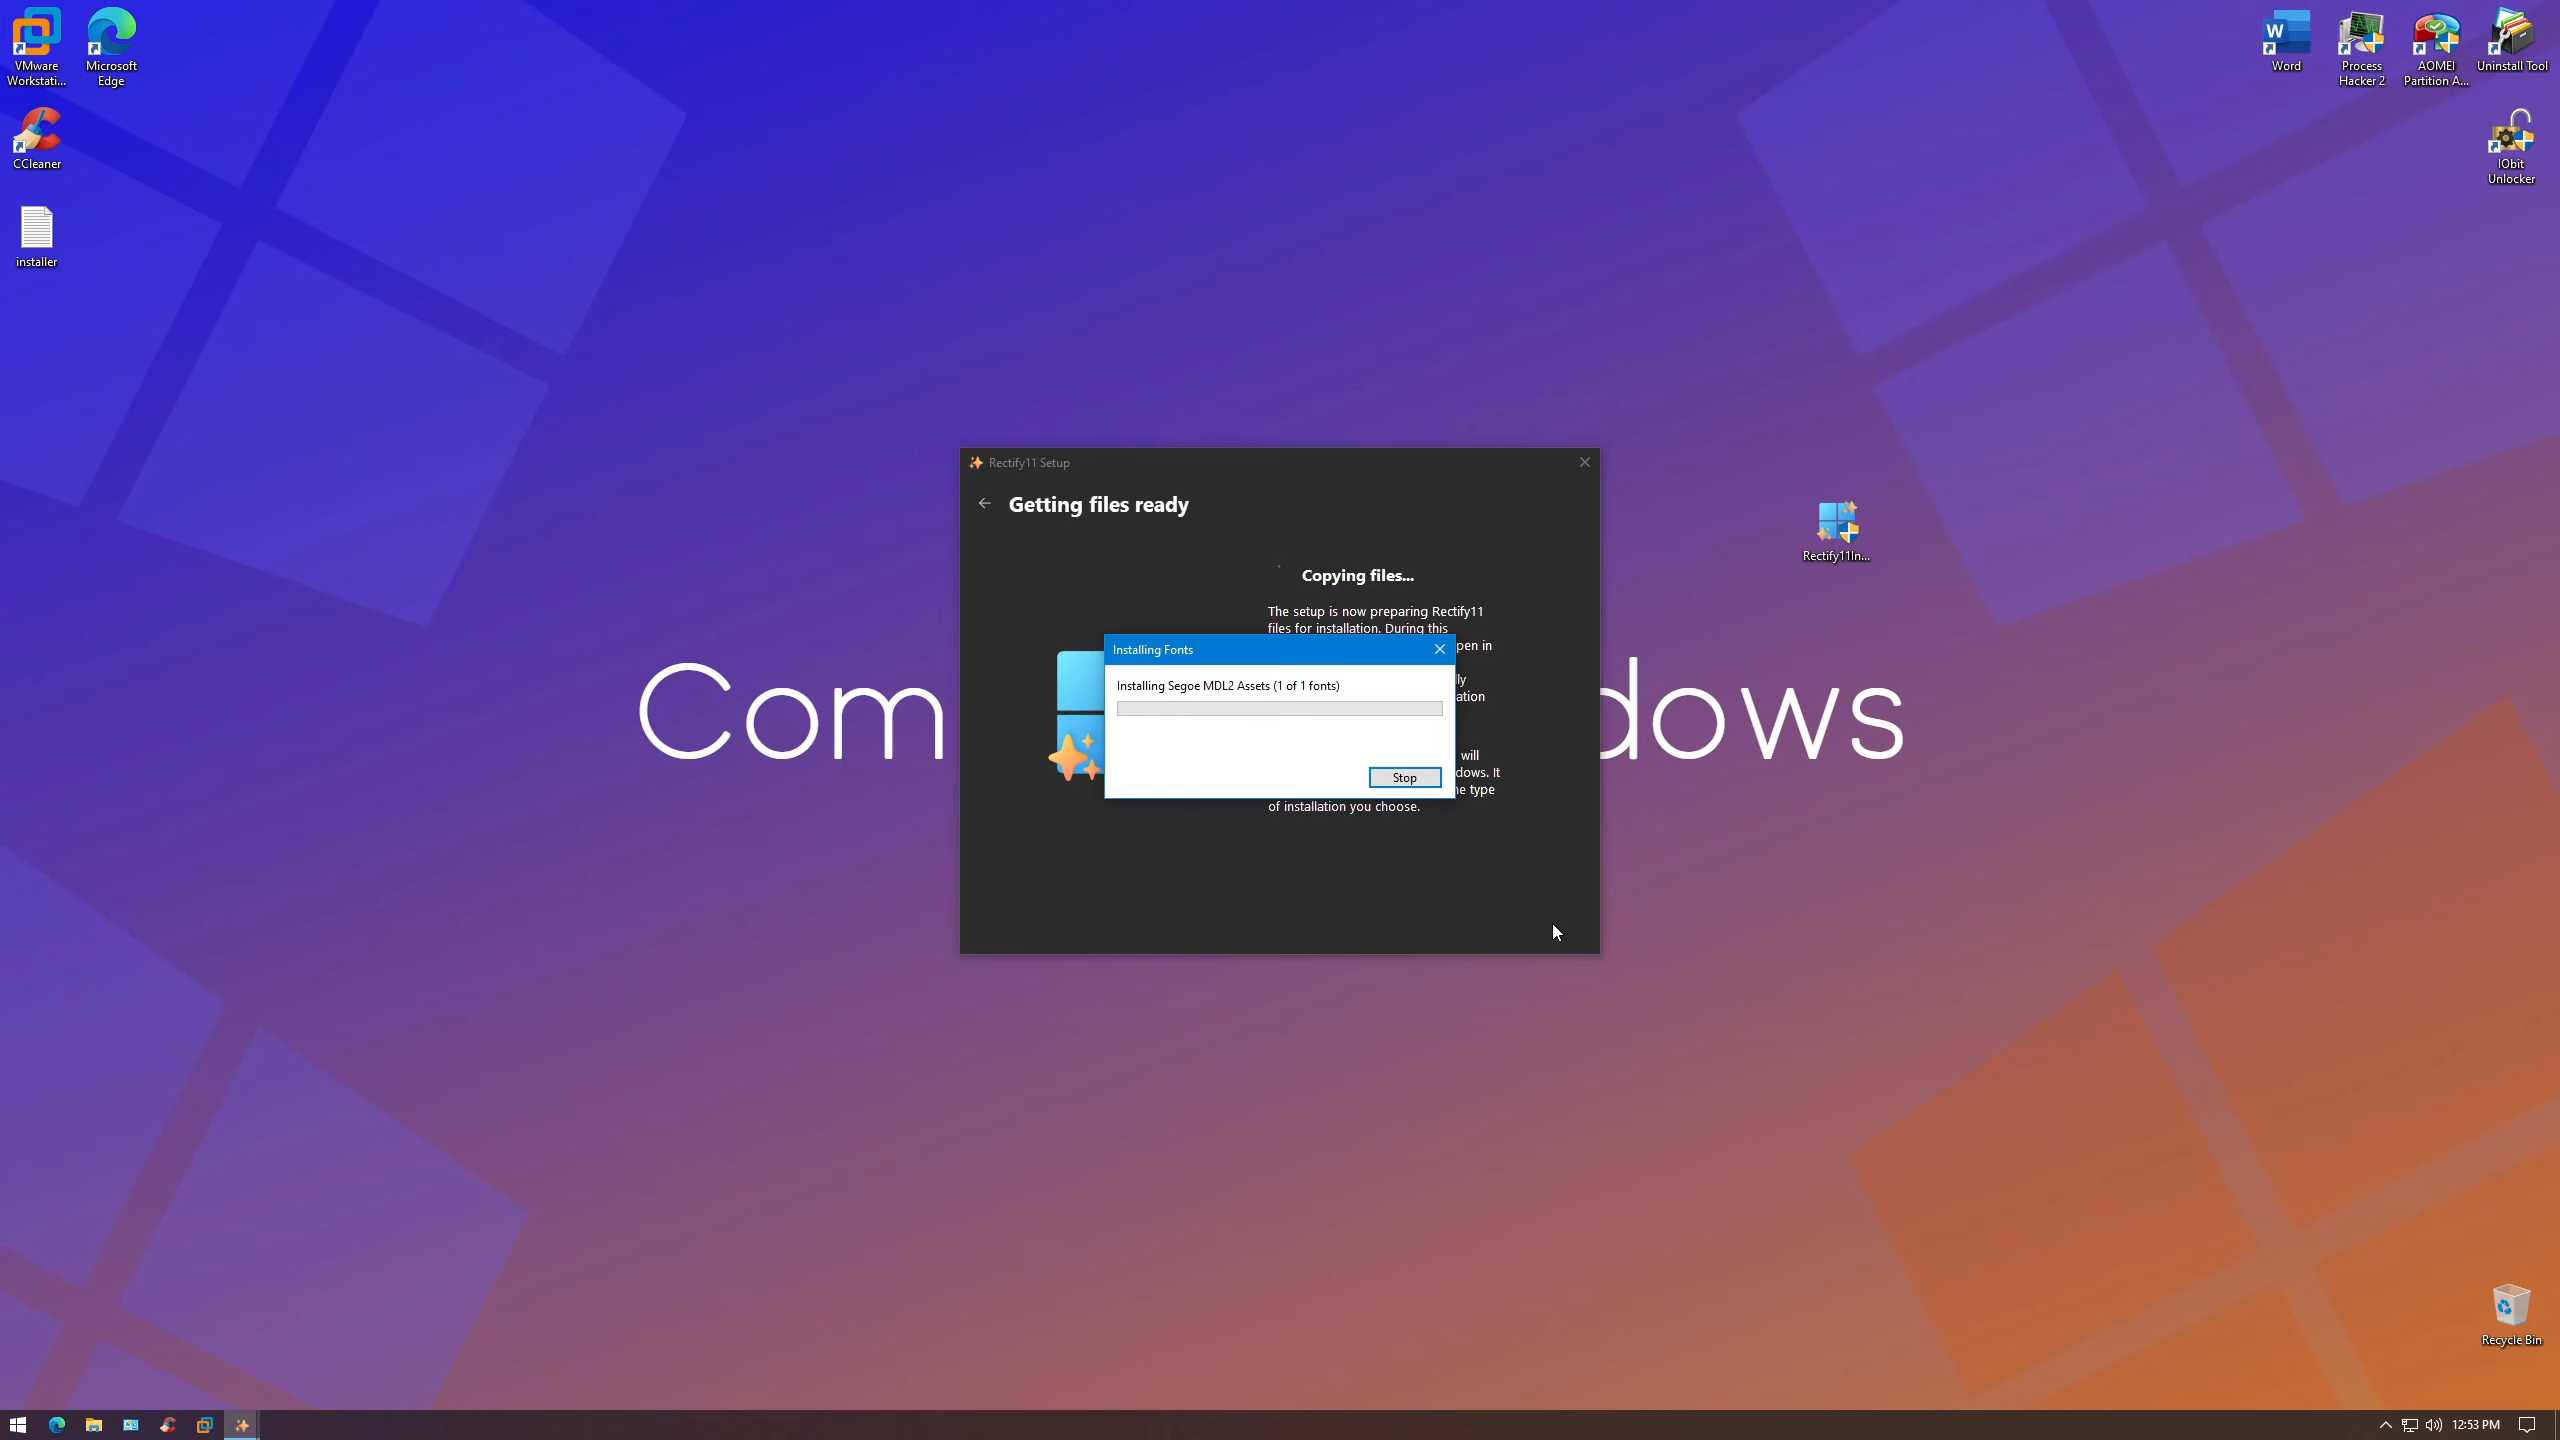 VMware
Workstati...
Microsoft
Edge
Word
Process
Hacker 2
AOMEI
Partition A...
Uninstall Tool
CCleaner
IObit
Unlocker
installer
Rectify11 Setup
Getting files ready
Rectify11In...
Copying files...
The setup is now preparing Rectify11
files for installation. During this
pen in
Installing Fonts
Installing Segoe MDL2 Assets (1 of 1 fonts)
lly
ation
will
dows. It
Stop
he type
of installation you choose.
Com
dows
Recycle Bin
12:53 PM